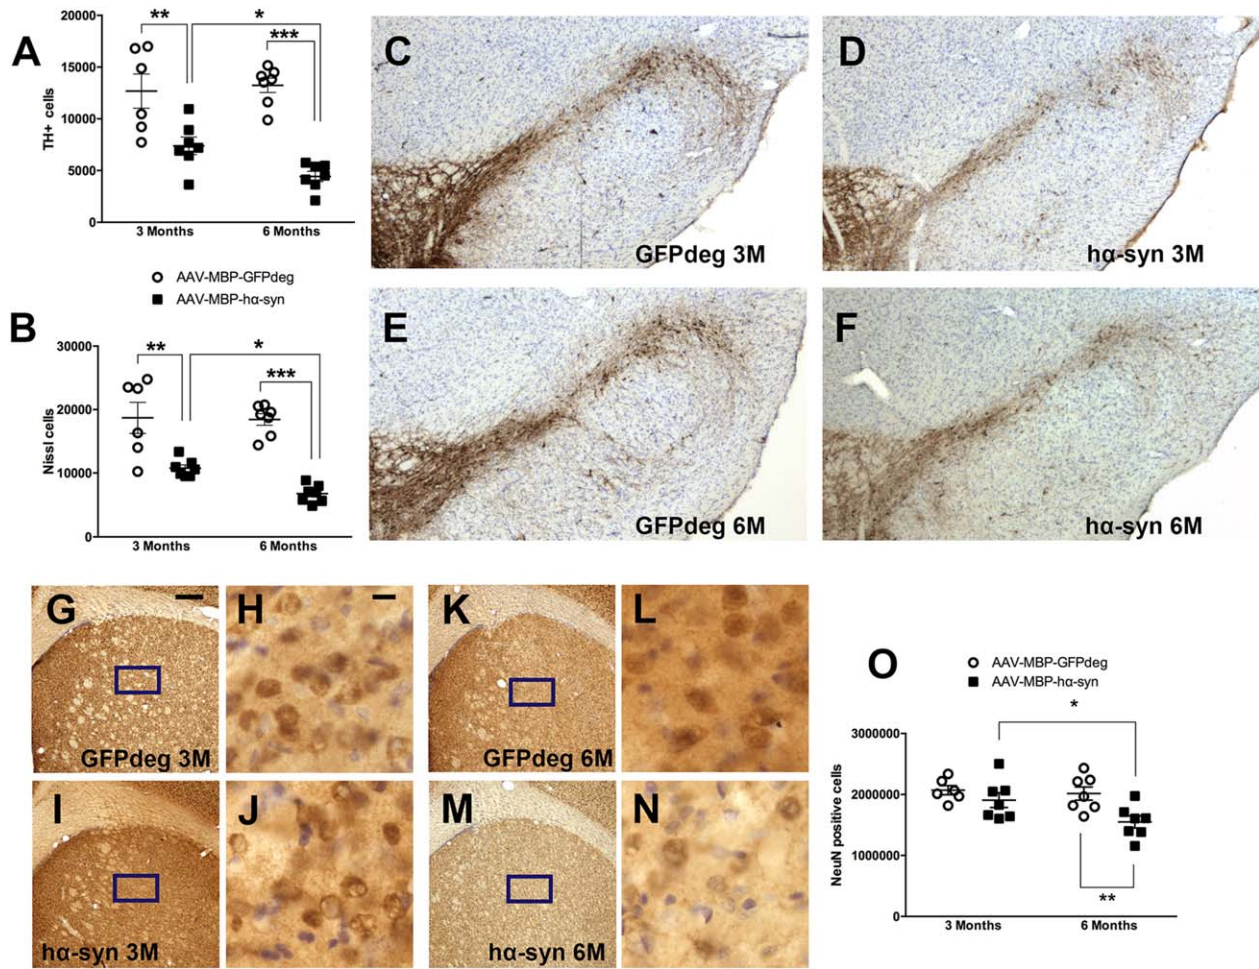 A
TH+ cells
20000
15000
10000
5000
0
**
*
***
3 Months
6 Months
AAV-MBP-GFPdeg
AAV-MBP-hα-syn
B
Nissl cells
30000
20000
10000
0
**
*
***
3 Months
6 Months
C
GFPdeg 3M
D
hα-syn 3M
E
GFPdeg 6M
F
hα-syn 6M
G
GFPdeg 3M
H
K
GFPdeg 6M
L
I
hα-syn 3M
J
M
hα-syn 6M
N
O
AAV-MBP-GFPdeg
AAV-MBP-hα-syn
NeuN positive cells
3000000
2000000
1000000
0
*
**
3 Months
6 Months